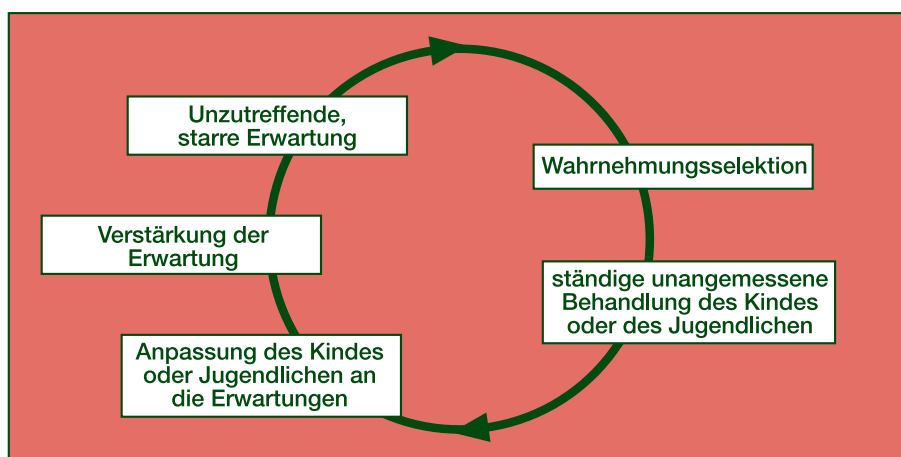 Unzutreffende,
starre Erwartung
Wahrnehmungsselektion
ständige unangemessene
Behandlung des Kindes
oder des Jugendlichen
Anpassung des Kindes
oder Jugendlichen an
die Erwartungen
Verstärkung der
Erwartung